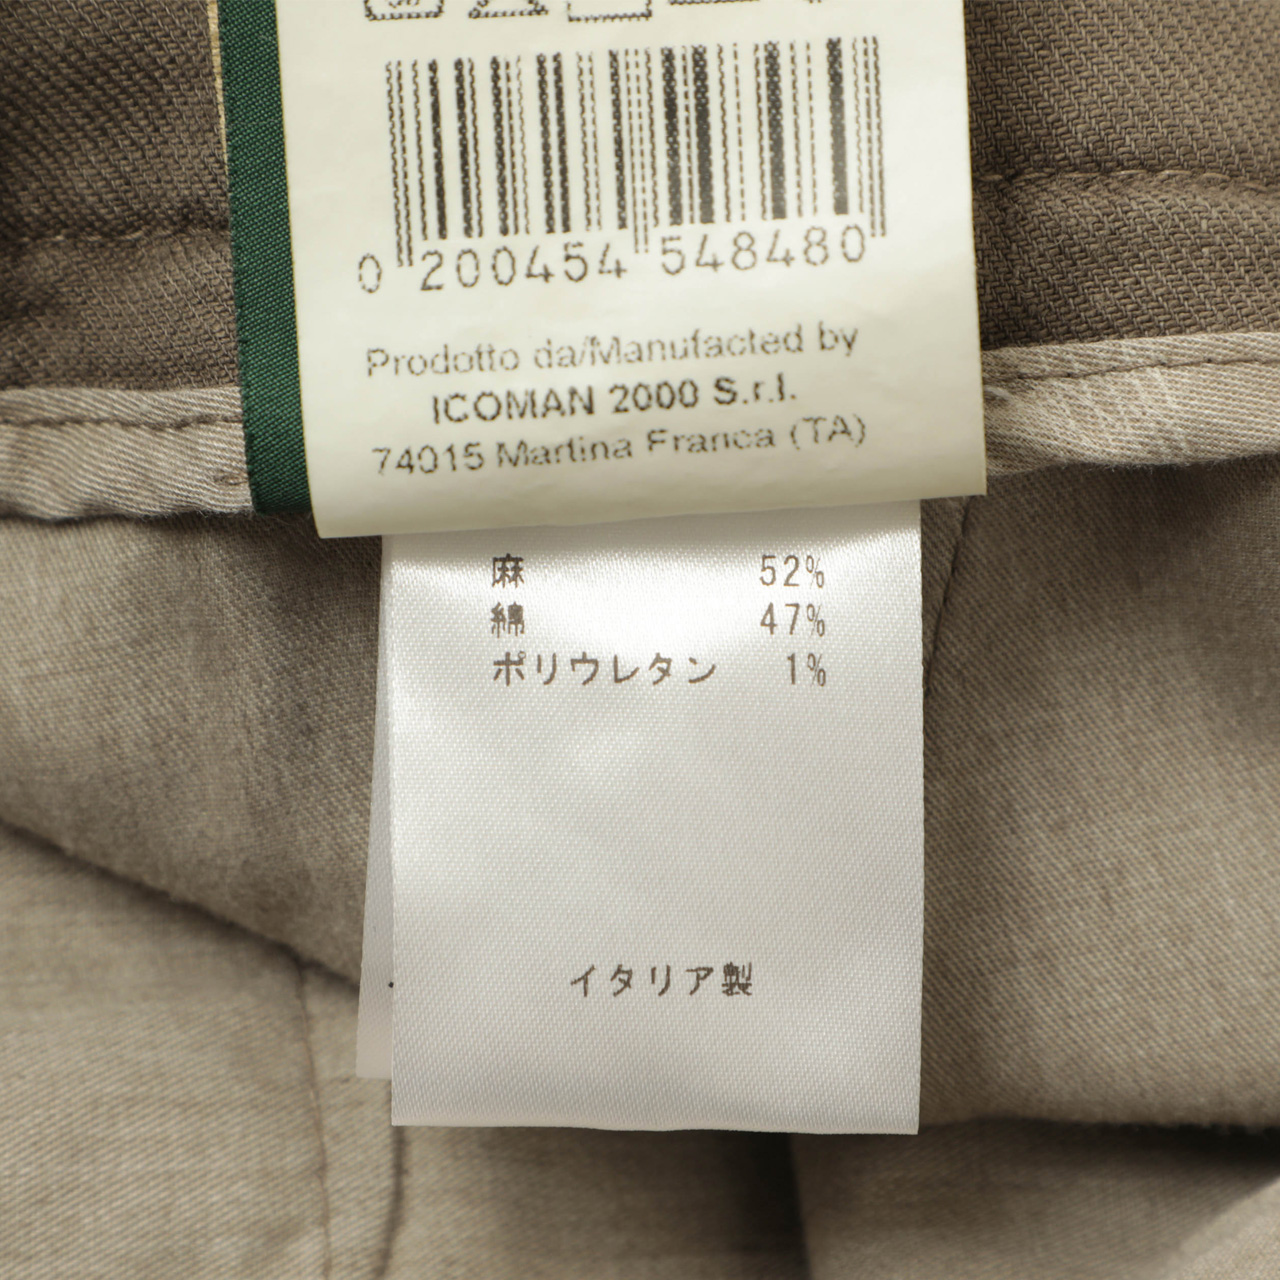 0 200454 548480
Prodotto da/Manufacted by
ICOMAN 2000 S.r.l.
74015 Martina Franca (TA)
麻 52%
綿 47%
ポリウレタン 1%
イタリア製